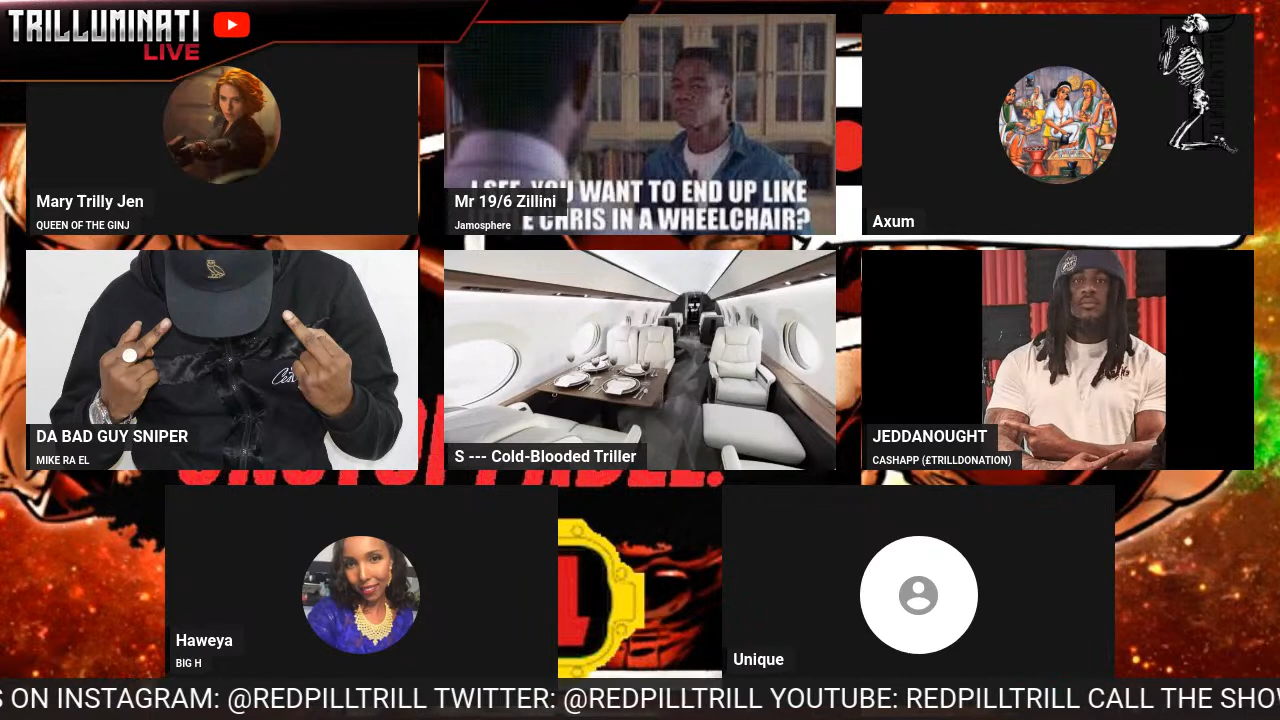 TRILLUMINATI
LIVE
Mary Trilly Jen
QUEEN OF THE GINJ
I SEE, YOU WANT TO END UP LIKE
CHRIS IN A WHEELCHAIR?
Mr 19/6 Zillini
Jamosphere
Axum
DA BAD GUY SNIPER
MIKE RA EL
S --- Cold-Blooded Triller
JEDDANOUGHT
CASHAPP (£TRILLDONATION)
Haweya
BIG H
Unique
S ON INSTAGRAM: @REDPILLTRILL TWITTER: @REDPILLTRILL YOUTUBE: REDPILLTRILL CALL THE SHOW